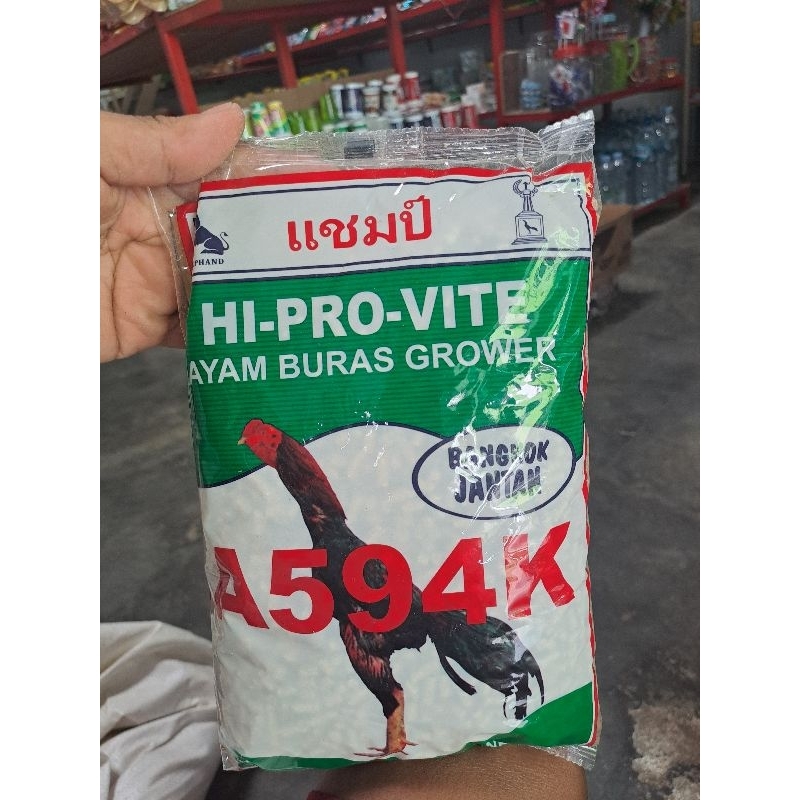 แชมป์
PHAND
HI-PRO-VITE
AYAM BURAS GROWER
BANGKOK
JANTAN
A594K